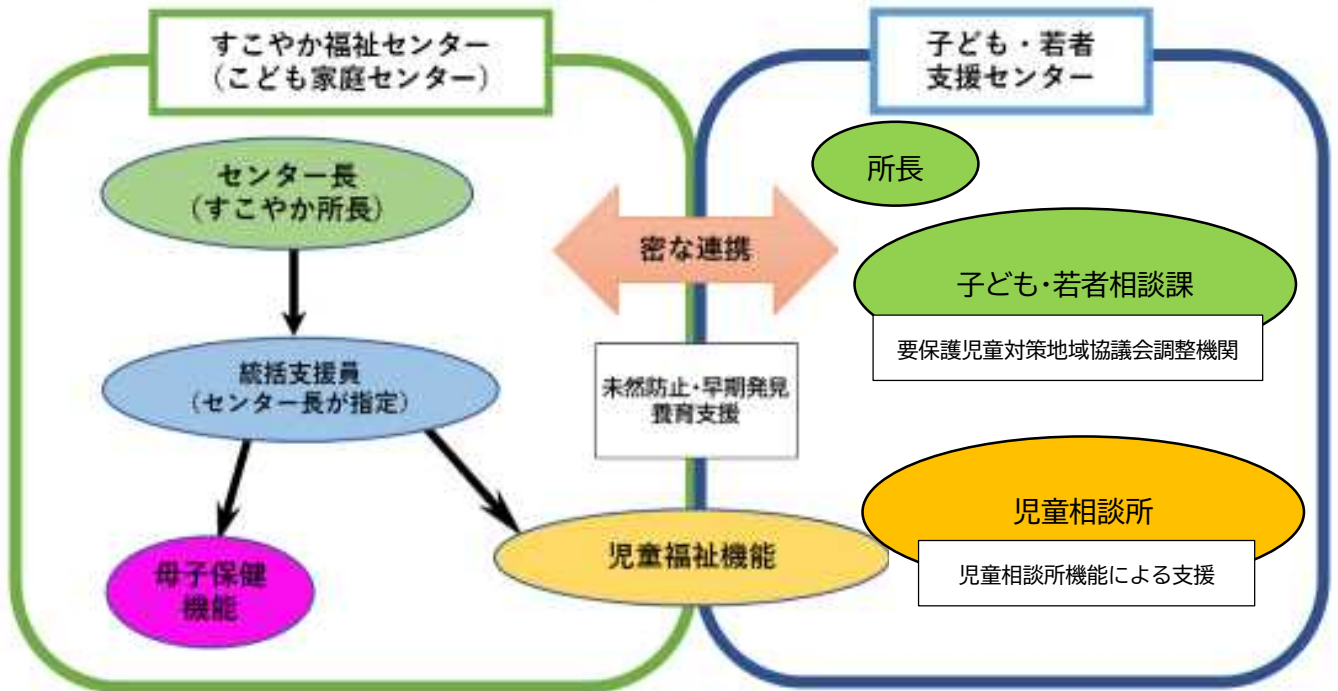 すこやか福祉センター
(こども家庭センター)
センター長
(すこやか所長)
統括支援員
(センター長が指定)
母子保健
機能
児童福祉機能
密な連携
未然防止・早期発見
養育支援
子ども・若者
支援センター
所長
子ども・若者相談課
要保護児童対策地域協議会調整機関
児童相談所
児童相談所機能による支援